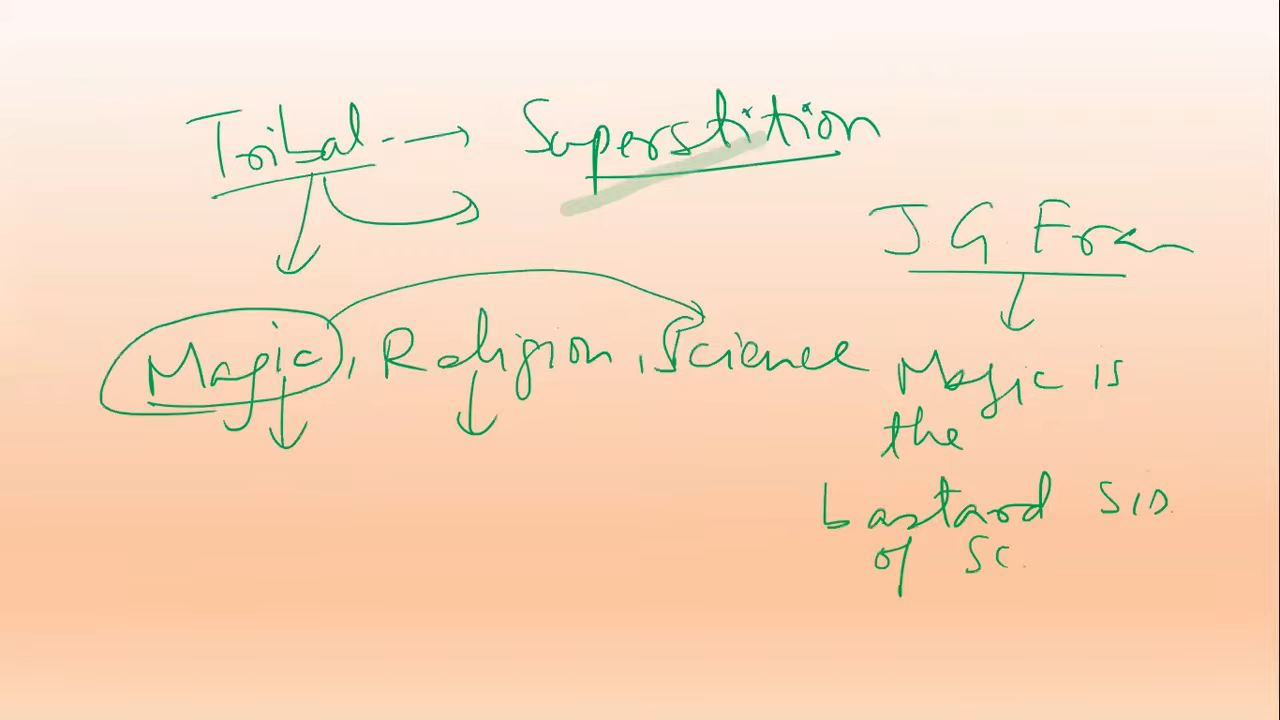 Tribal → Superstition
J G Fra
Magic, Religion, Science
Magic is
the
bastard Sis
of Sc.